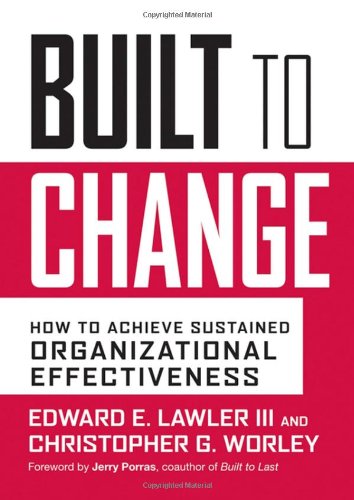 BUILT TO
CHANGE
HOW TO ACHIEVE SUSTAINED
ORGANIZATIONAL
EFFECTIVENESS
EDWARD E. LAWLER III AND
CHRISTOPHER G. WORLEY
Foreword by Jerry Porras, coauthor of Built to Last